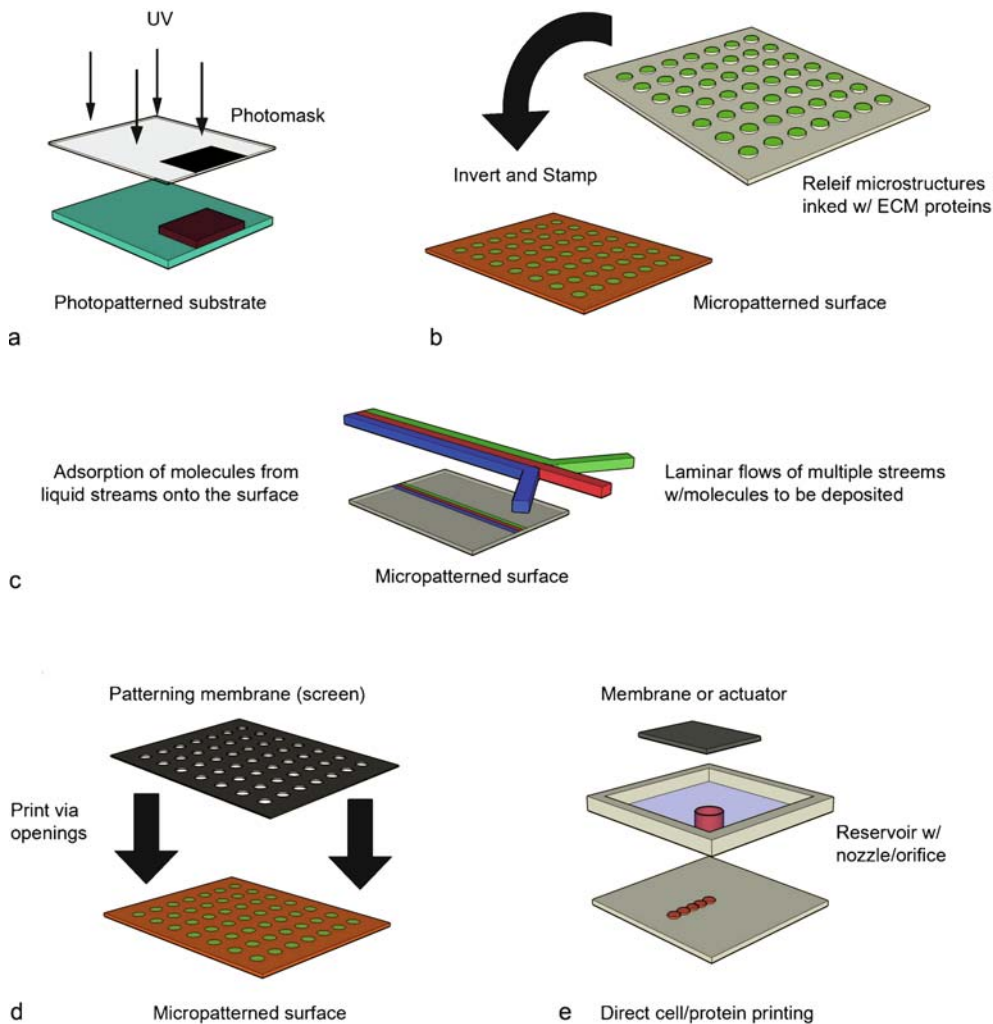 UV
Photomask
Photopatterned substrate
a
Invert and Stamp
Releif microstructures
inked w/ ECM proteins
Micropatterned surface
b
Adsorption of molecules from
liquid streams onto the surface
Laminar flows of multiple streems
w/molecules to be deposited
Micropatterned surface
c
Patterning membrane (screen)
Print via
openings
d
Micropatterned surface
Membrane or actuator
Reservoir w/
nozzle/orifice
e
Direct cell/protein printing